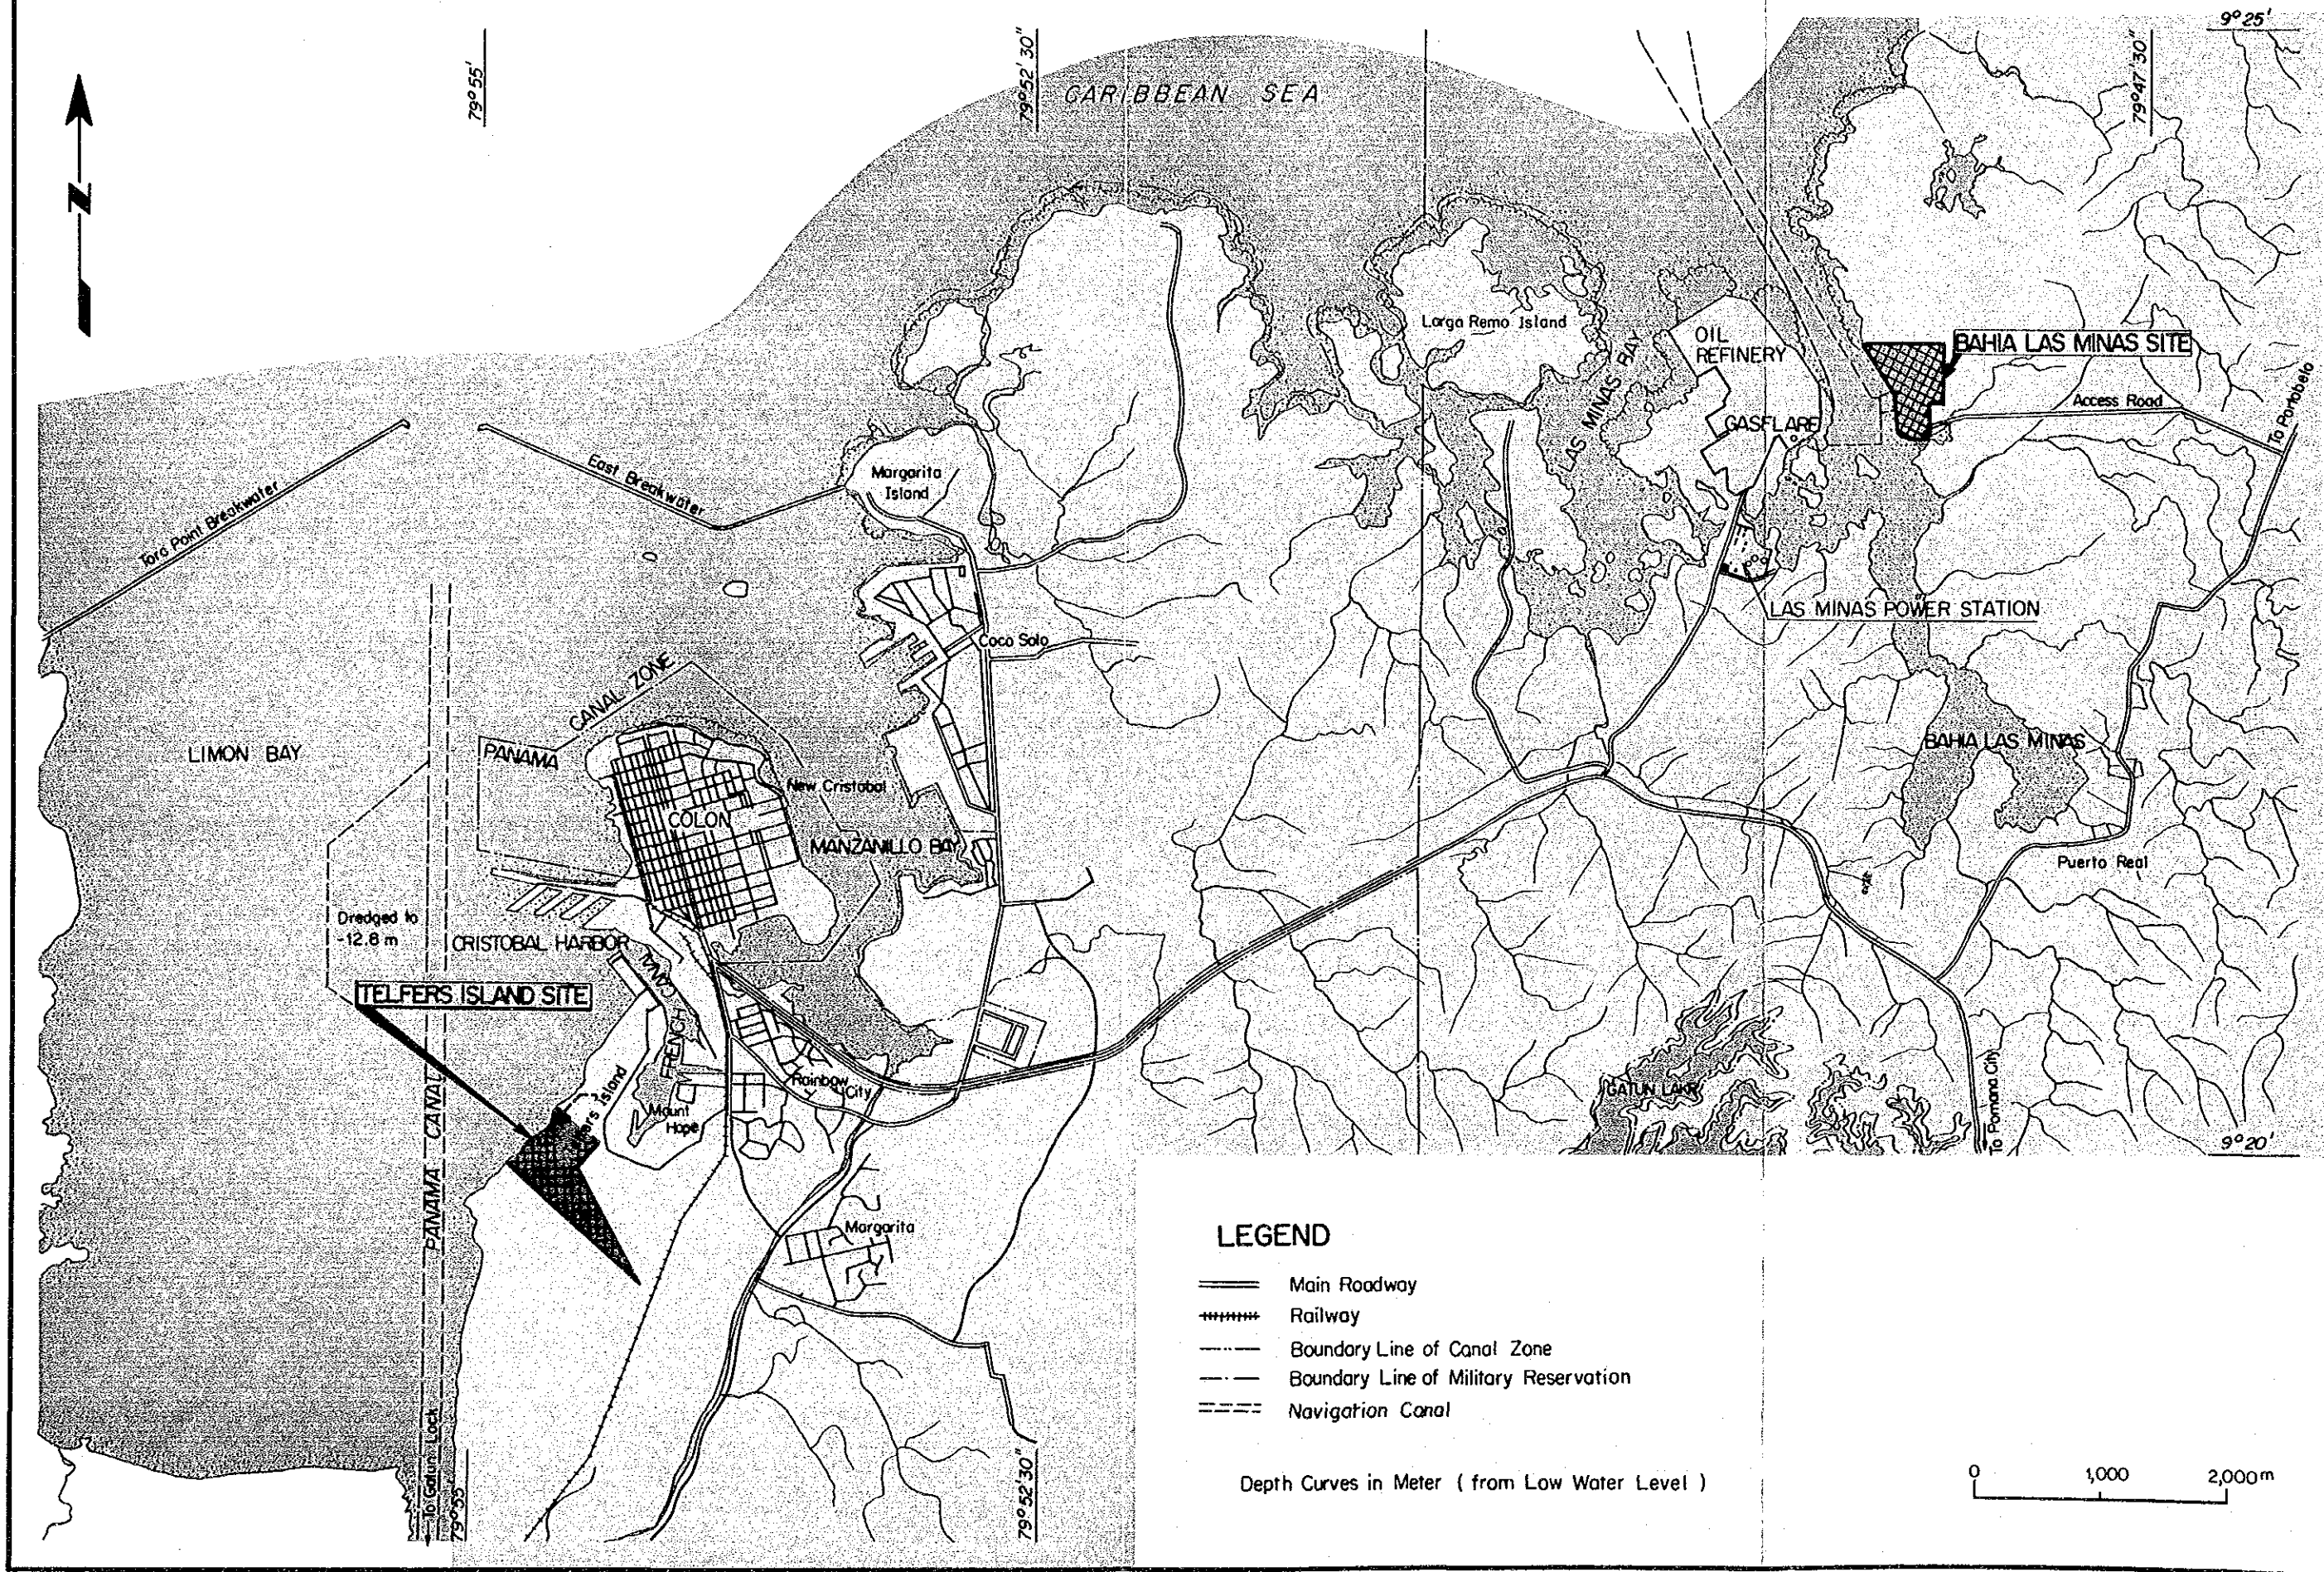 9° 25'
79° 55'
79° 52' 30"
79° 47' 30"
CARIBBEAN SEA
N
Larga Remo Island
LAS MINAS BAY
OIL
REFINERY
BAHIA LAS MINAS SITE
Access Road
To Portobelo
GASFLARE
Margarita
Island
East Breakwater
Toro Point Breakwater
LAS MINAS POWER STATION
Coco Solo
CANAL ZONE
PANAMA
LIMON BAY
BAHIA LAS MINAS
New Cristobal
COLON
MANZANILLO BAY
Puerto Real
Dredged to
-12.8 m
CRISTOBAL HARBOR
FRENCH CANAL
TELFERS ISLAND SITE
Rainbow
City
Island
Mount
Hope
GATUN LAKE
To Panama City
9° 20'
PANAMA CANAL
Margarita
To Gatun Lock
79° 55'
79° 52' 30"
LEGEND
Main Roadway
Railway
Boundary Line of Canal Zone
Boundary Line of Military Reservation
Navigation Canal
Depth Curves in Meter ( from Low Water Level )
0 1,000 2,000 m